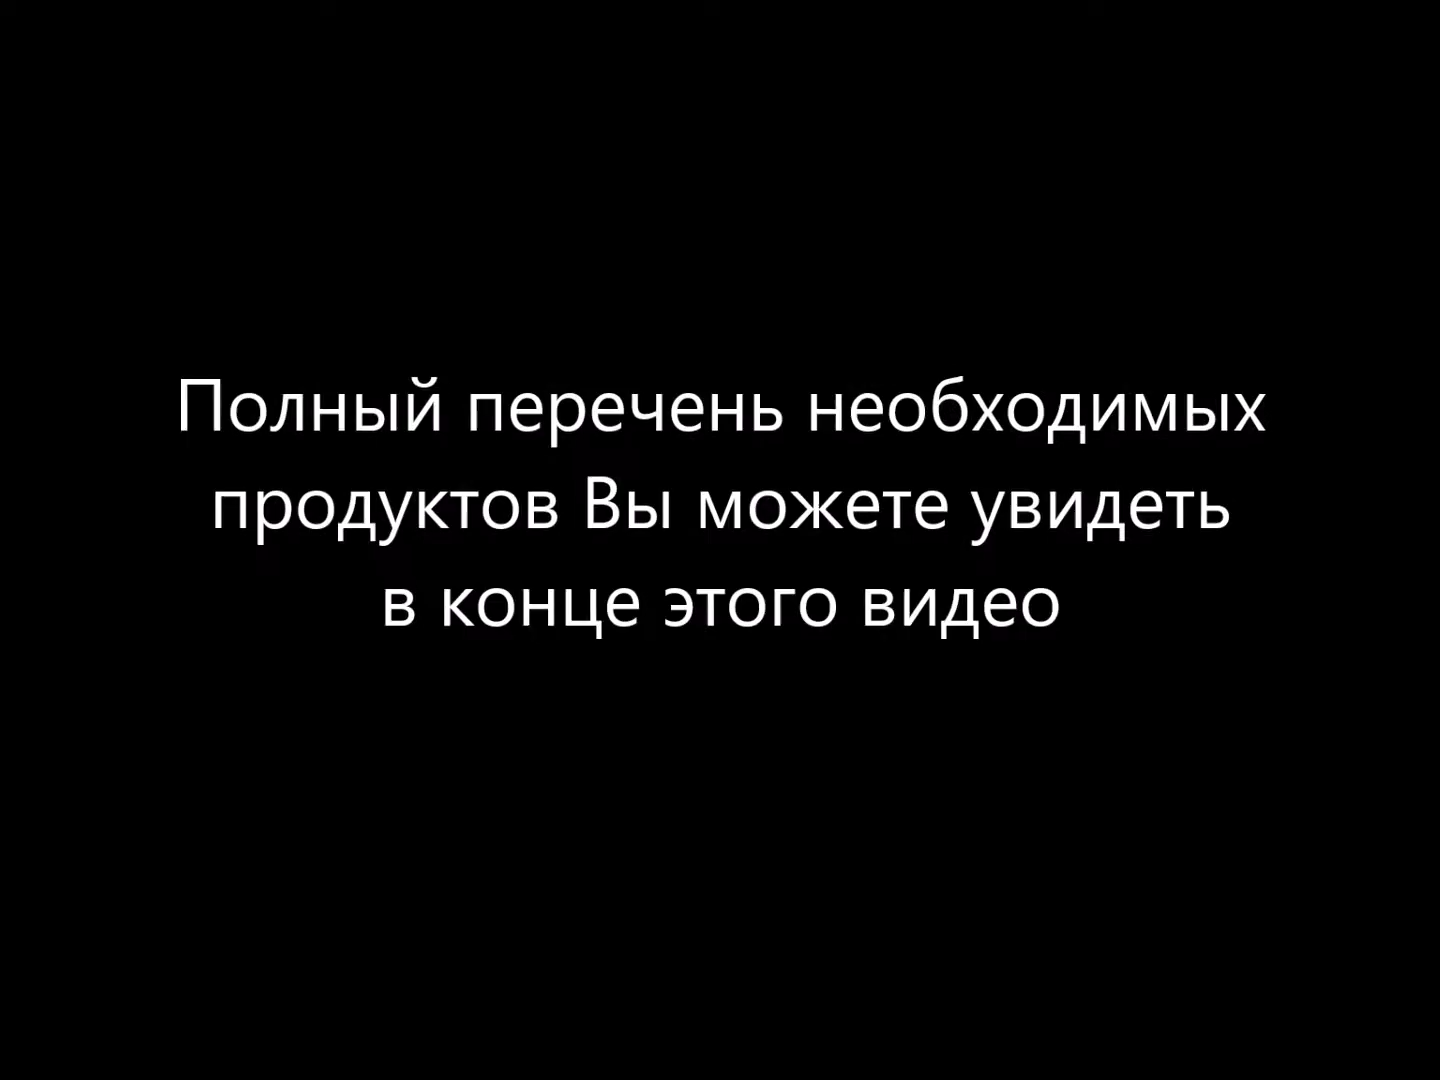 Полный перечень необходимых
продуктов Вы можете увидеть
в конце этого видео